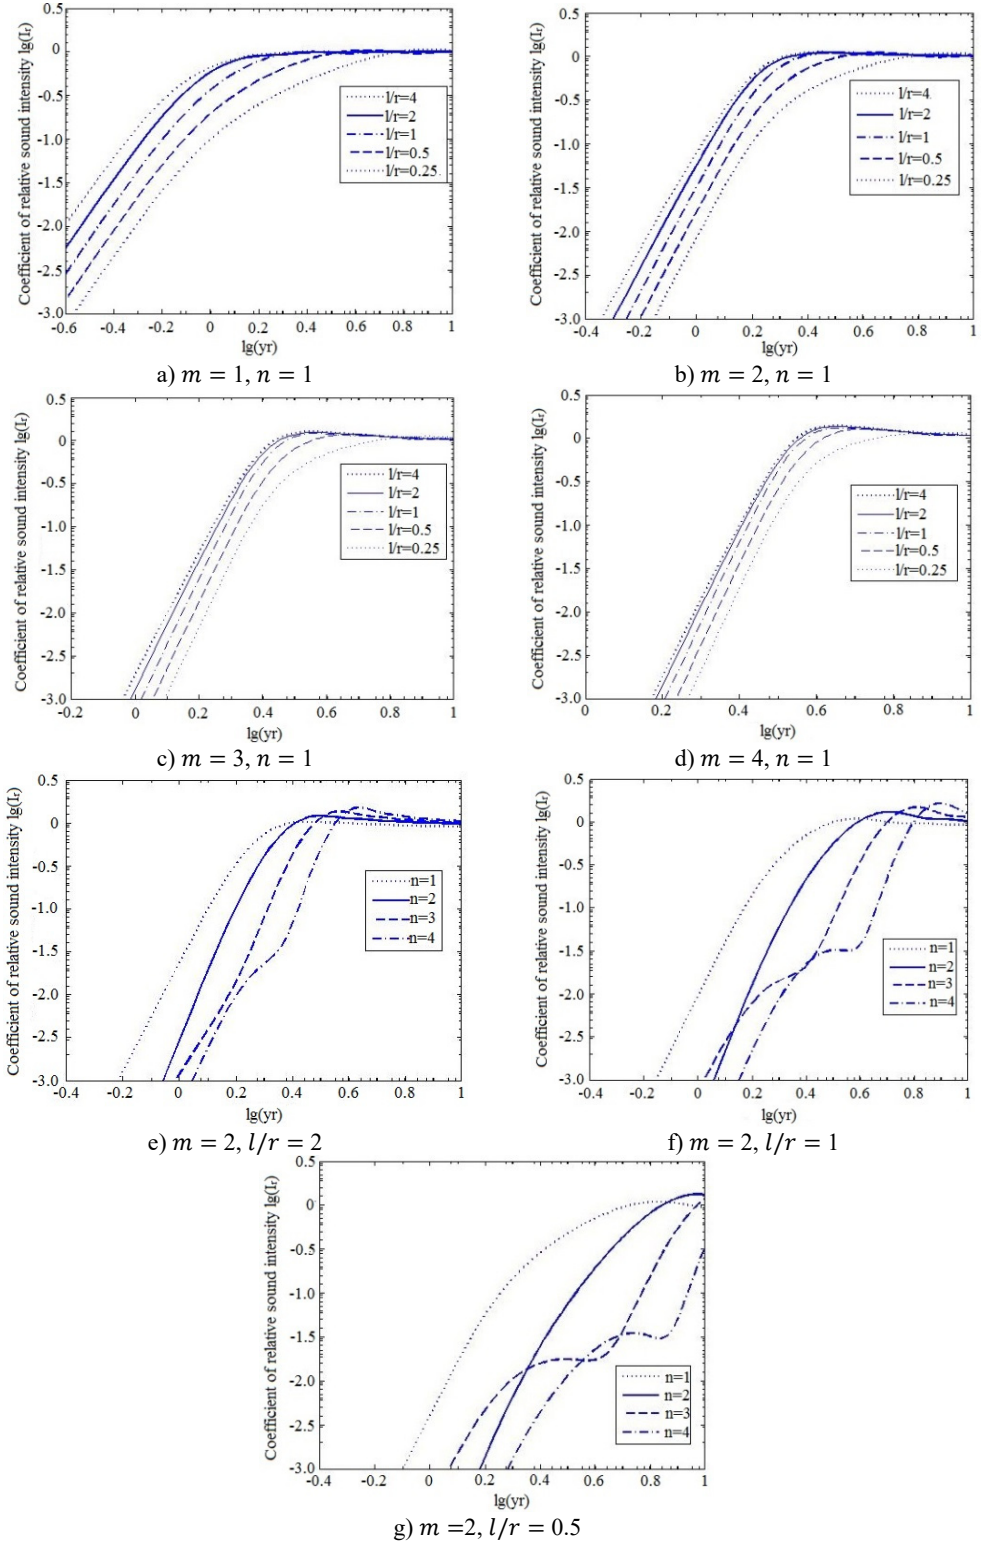 Coefficient of relative sound intensity lg(Iᵣ)
0.5
0
-0.5
-1.0
-1.5
-2.0
-2.5
-3.0
l/r=4
l/r=2
l/r=1
l/r=0.5
l/r=0.25
-0.6 -0.4 -0.2 0 0.2 0.4 0.6 0.8 1
lg(yr)
a) m = 1, n = 1
Coefficient of relative sound intensity lg(Iᵣ)
0.5
0
-0.5
-1.0
-1.5
-2.0
-2.5
-3.0
l/r=4
l/r=2
l/r=1
l/r=0.5
l/r=0.25
-0.4 -0.2 0 0.2 0.4 0.6 0.8 1
lg(yr)
b) m = 2, n = 1
Coefficient of relative sound intensity lg(Iᵣ)
0.5
0
-0.5
-1.0
-1.5
-2.0
-2.5
-3.0
l/r=4
l/r=2
l/r=1
l/r=0.5
l/r=0.25
-0.2 0 0.2 0.4 0.6 0.8 1
lg(yr)
c) m = 3, n = 1
Coefficient of relative sound intensity lg(Iᵣ)
0.5
0
-0.5
-1.0
-1.5
-2.0
-2.5
-3.0
l/r=4
l/r=2
l/r=1
l/r=0.5
l/r=0.25
0 0.2 0.4 0.6 0.8 1
lg(yr)
d) m = 4, n = 1
Coefficient of relative sound intensity lg(Iᵣ)
0.5
0
-0.5
-1.0
-1.5
-2.0
-2.5
-3.0
n=1
n=2
n=3
n=4
-0.4 -0.2 0 0.2 0.4 0.6 0.8 1
lg(yr)
e) m = 2, l/r = 2
Coefficient of relative sound intensity lg(Iᵣ)
0.5
0
-0.5
-1.0
-1.5
-2.0
-2.5
-3.0
n=1
n=2
n=3
n=4
-0.4 -0.2 0 0.2 0.4 0.6 0.8 1
lg(yr)
f) m = 2, l/r = 1
Coefficient of relative sound intensity lg(Iᵣ)
0.5
0
-0.5
-1.0
-1.5
-2.0
-2.5
-3.0
n=1
n=2
n=3
n=4
-0.4 -0.2 0 0.2 0.4 0.6 0.8 1
lg(yr)
g) m =2, l/r = 0.5